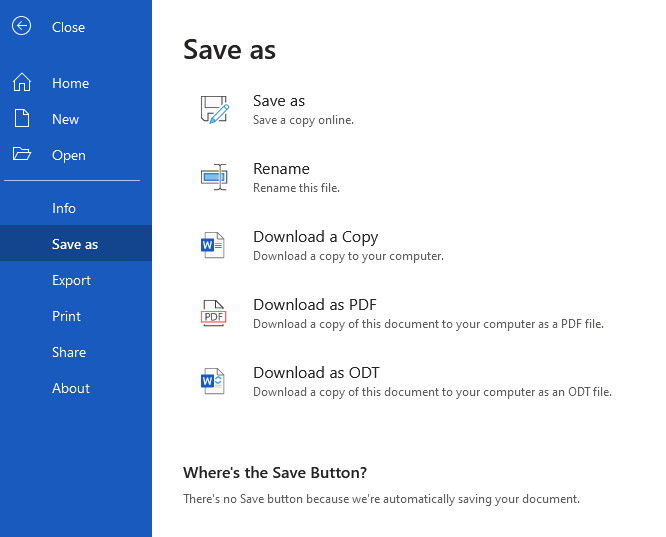 Close
Home
New
Open
Info
Save as
Export
Print
Share
About
Save as
Save as
Save a copy online.
Rename
Rename this file.
W
Download a Copy
Download a copy to your computer.
PDF
Download as PDF
Download a copy of this document to your computer as a PDF file.
W
Download as ODT
Download a copy of this document to your computer as an ODT file.
Where's the Save Button?
There's no Save button because we're automatically saving your document.